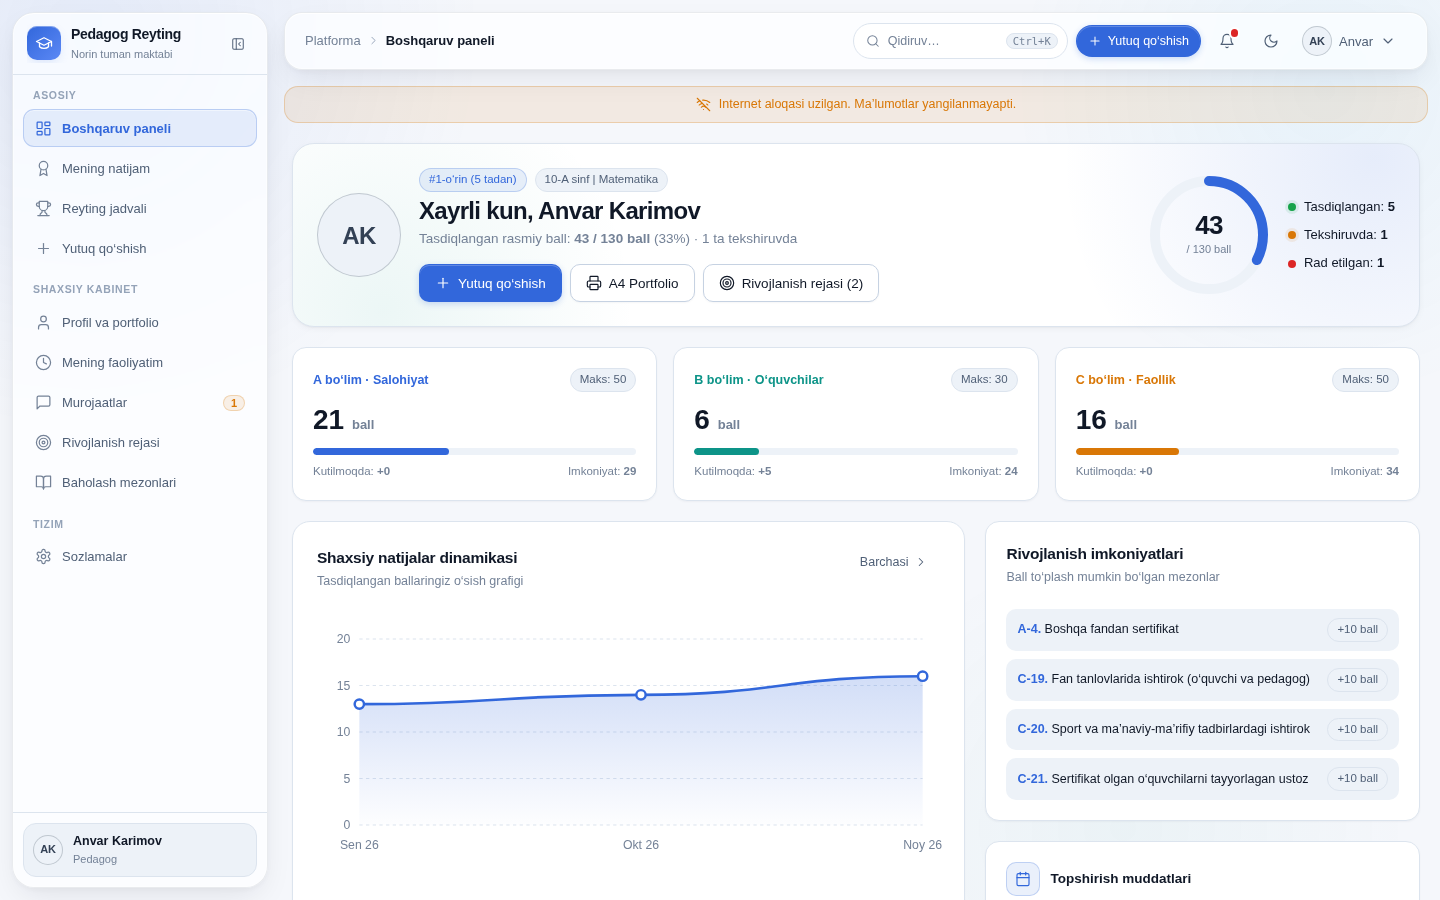 Pedagog Reyting
Norin tuman maktabi
ASOSIY
Boshqaruv paneli
Mening natijam
Reyting jadvali
Yutuq qo‘shish
SHAXSIY KABINET
Profil va portfolio
Mening faoliyatim
Murojaatlar 1
Rivojlanish rejasi
Baholash mezonlari
TIZIM
Sozlamalar
AK Anvar Karimov
Pedagog
Platforma > Boshqaruv paneli
Qidiruv… Ctrl+K
Yutuq qo‘shish
AK Anvar
Internet aloqasi uzilgan. Ma’lumotlar yangilanmayapti.
AK
#1-o‘rin (5 tadan) 10-A sinf | Matematika
Xayrli kun, Anvar Karimov
Tasdiqlangan rasmiy ball: 43 / 130 ball (33%) · 1 ta tekshiruvda
Yutuq qo‘shish A4 Portfolio Rivojlanish rejasi (2)
43
/ 130 ball
Tasdiqlangan: 5
Tekshiruvda: 1
Rad etilgan: 1
A bo‘lim · Salohiyat Maks: 50
21 ball
Kutilmoqda: +0 Imkoniyat: 29
B bo‘lim · O‘quvchilar Maks: 30
6 ball
Kutilmoqda: +5 Imkoniyat: 24
C bo‘lim · Faollik Maks: 50
16 ball
Kutilmoqda: +0 Imkoniyat: 34
Shaxsiy natijalar dinamikasi
Tasdiqlangan ballaringiz o‘sish grafigi
Barchasi
20
15
10
5
0
Sen 26 Okt 26 Noy 26
Rivojlanish imkoniyatlari
Ball to‘plash mumkin bo‘lgan mezonlar
A-4. Boshqa fandan sertifikat +10 ball
C-19. Fan tanlovlarida ishtirok (o‘quvchi va pedagog) +10 ball
C-20. Sport va ma’naviy-ma’rifiy tadbirlardagi ishtirok +10 ball
C-21. Sertifikat olgan o‘quvchilarni tayyorlagan ustoz +10 ball
Topshirish muddatlari